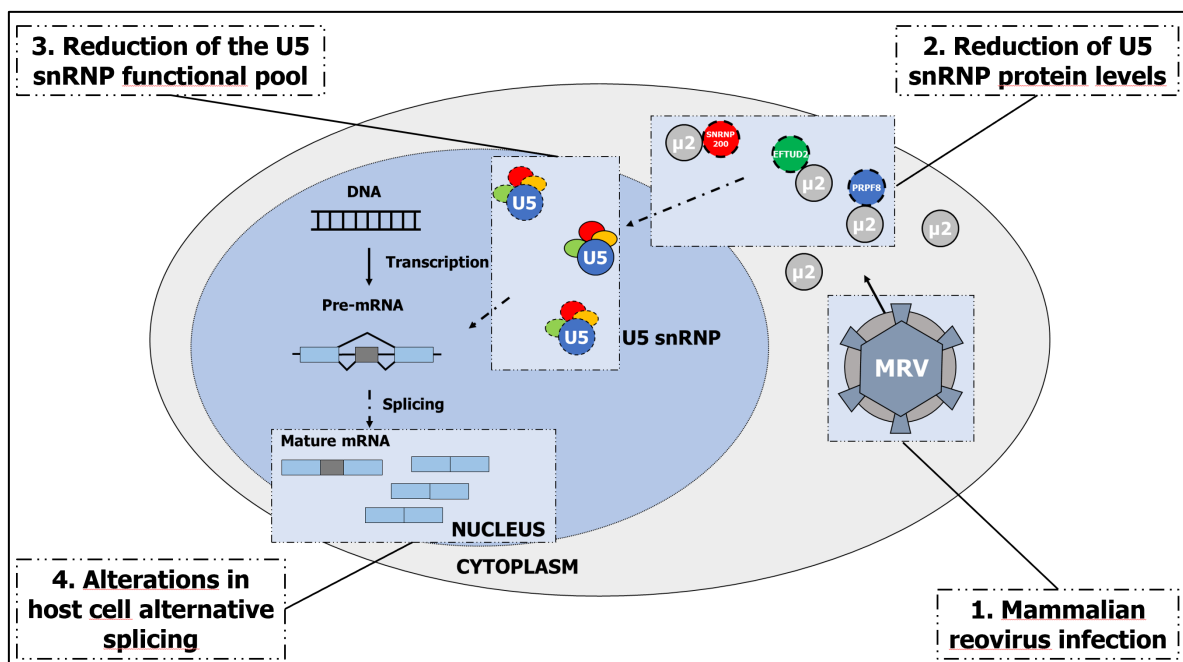 3. Reduction of the U5
snRNP functional pool
2. Reduction of U5
snRNP protein levels
SNRNP
200
μ2
EFTUD2
μ2
PRPF8
μ2
μ2
μ2
DNA
Transcription
Pre-mRNA
Splicing
U5
U5
U5
U5 snRNP
MRV
Mature mRNA
NUCLEUS
CYTOPLASM
4. Alterations in
host cell alternative
splicing
1. Mammalian
reovirus infection